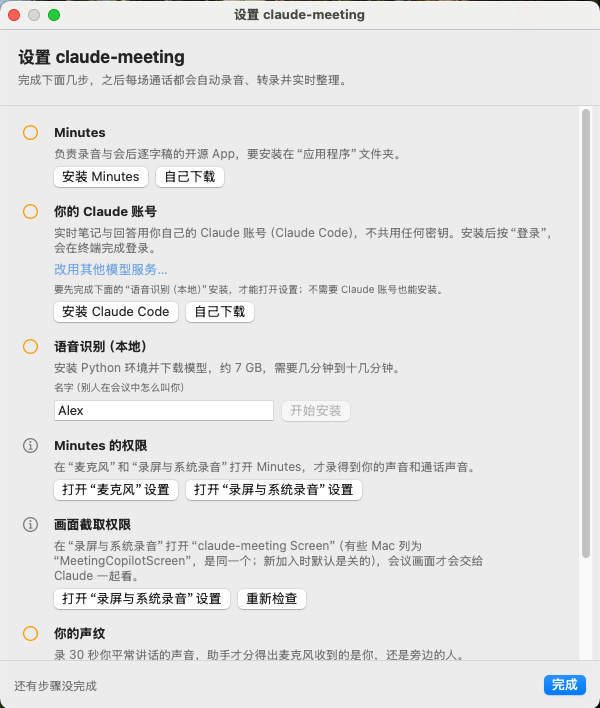 设置 claude-meeting
设置 claude-meeting
完成下面几步，之后每场通话都会自动录音、转录并实时整理。
Minutes
负责录音与会后逐字稿的开源 App，要安装在“应用程序”文件夹。
安装 Minutes
自己下载
你的 Claude 账号
实时笔记与回答用你自己的 Claude 账号 (Claude Code)，不共用任何密钥。安装后按“登录”，
会在终端完成登录。
改用其他模型服务...
要先完成下面的“语音识别 (本地)”安装，才能打开设置；不需要 Claude 账号也能安装。
安装 Claude Code
自己下载
语音识别 (本地)
安装 Python 环境并下载模型，约 7 GB，需要几分钟到十几分钟。
名字 (别人在会议中怎么叫你)
Alex
开始安装
Minutes 的权限
在“麦克风”和“录屏与系统录音”打开 Minutes，才录得到你的声音和通话声音。
打开“麦克风”设置
打开“录屏与系统录音”设置
画面截取权限
在“录屏与系统录音”打开“claude-meeting Screen” (有些 Mac 列为
“MeetingCopilotScreen”，是同一个；新加入时默认是关的)，会议画面才会交给
Claude 一起看。
打开“录屏与系统录音”设置
重新检查
你的声纹
录 30 秒你平常讲话的声音，助手才分得出麦克风收到的是你，还是旁边的人。
还有步骤没完成
完成